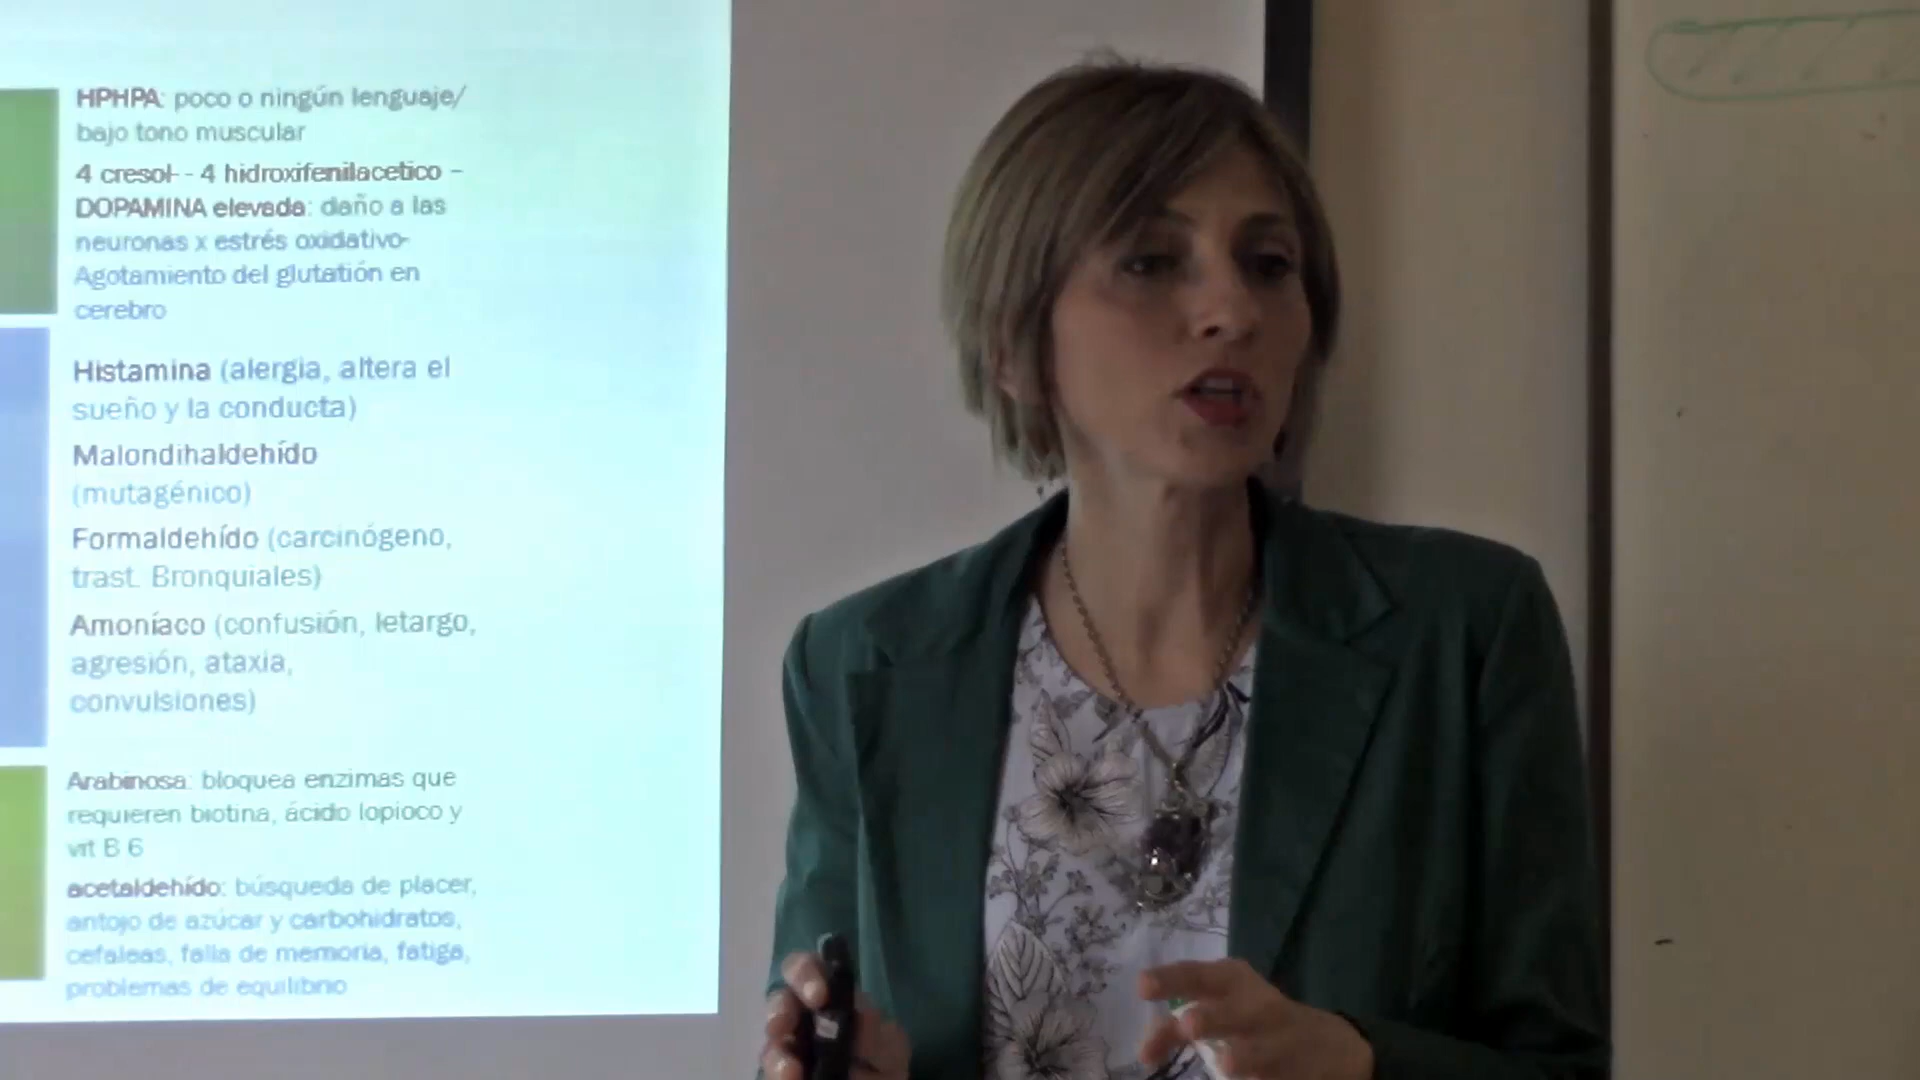 HPHPA: poco o ningún lenguaje/
bajo tono muscular
4 cresol- - 4 hidroxifenilacetico –
DOPAMINA elevada: daño a las
neuronas x estrés oxidativo-
Agotamiento del glutatión en
cerebro
Histamina (alergia, altera el
sueño y la conducta)
Malondihaldehído
(mutagénico)
Formaldehído (carcinógeno,
trast. Bronquiales)
Amoníaco (confusión, letargo,
agresión, ataxia,
convulsiones)
Arabinosa: bloquea enzimas que
requieren biotina, ácido lopioco y
vit B 6
acetaldehído: búsqueda de placer,
antojo de azúcar y carbohidratos,
cefaleas, falla de memoria, fatiga,
problemas de equilibrio